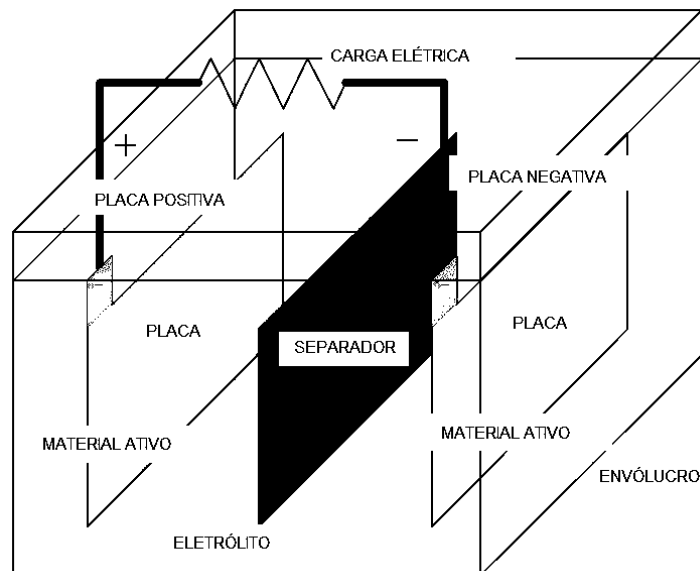 CARGA ELÉTRICA
+
–
PLACA POSITIVA
PLACA NEGATIVA
PLACA
SEPARADOR
PLACA
MATERIAL ATIVO
MATERIAL ATIVO
ENVÓLUCRO
ELETRÓLITO